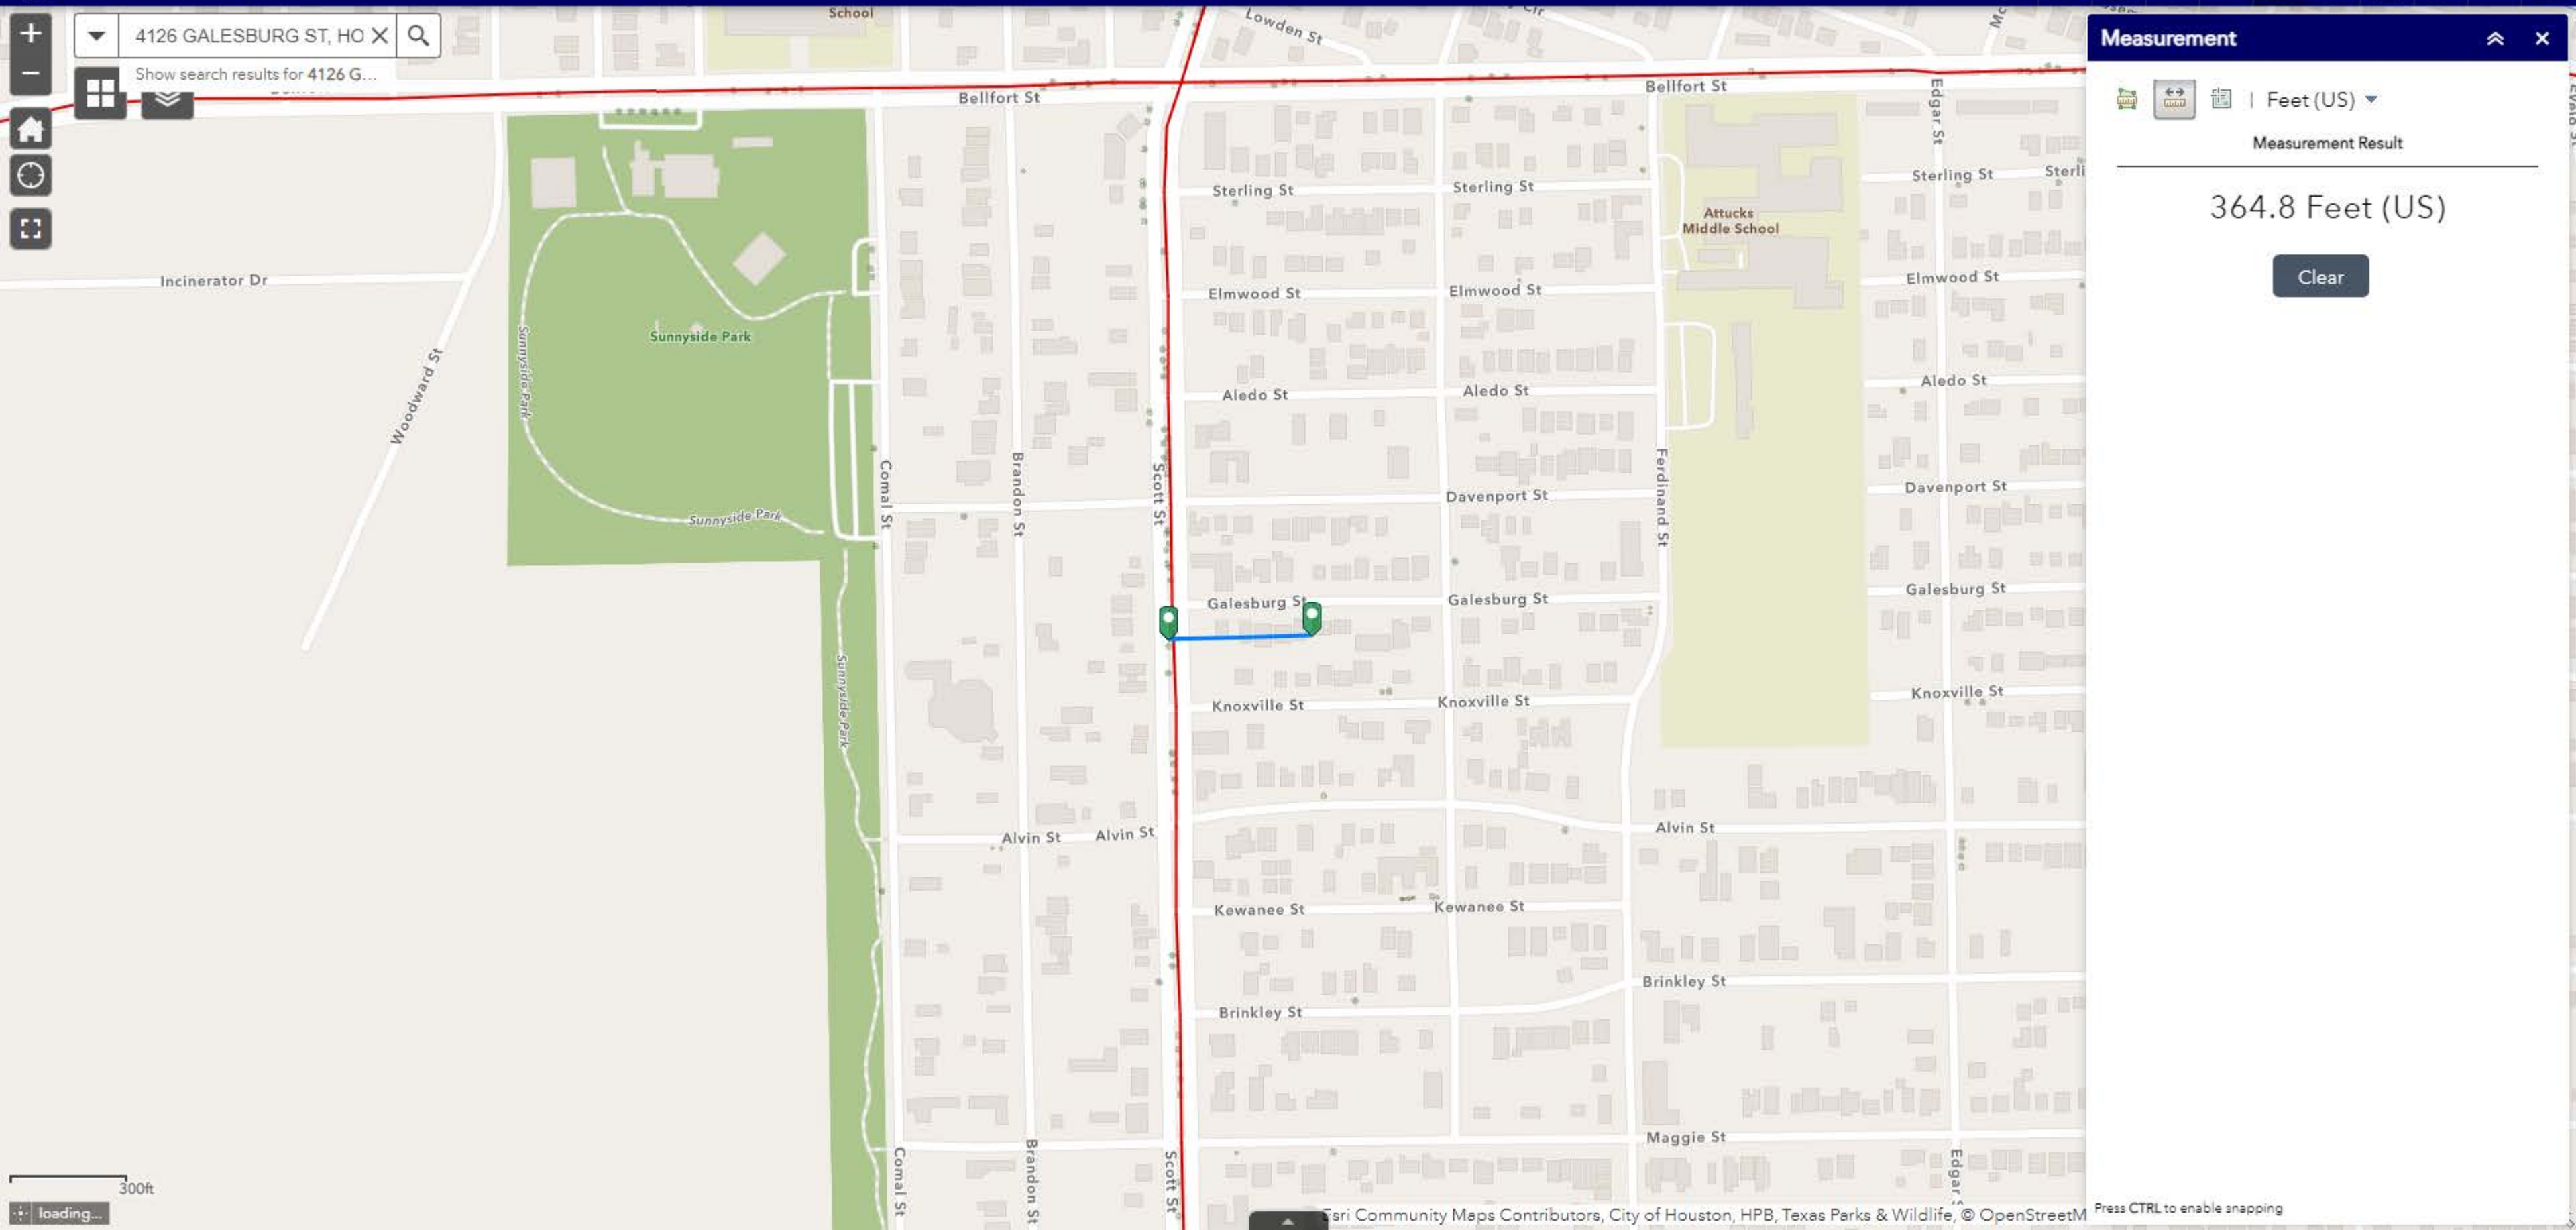 School
Lowden St
4126 GALESBURG ST, HO
Show search results for 4126 G...
Measurement
Feet (US)
Measurement Result
364.8 Feet (US)
Clear
Bellfort St
Bellfort St
Edgar St
Sterling St
Sterling St
Sterling St
Sterli
Attucks
Middle School
Incinerator Dr
Elmwood St
Elmwood St
Elmwood St
Sunnyside Park
Sunnyside Park
Woodward St
Aledo St
Aledo St
Aledo St
Comal St
Brandon St
Scott St
Ferdinand St
Davenport St
Davenport St
Sunnyside Park
Galesburg St
Galesburg St
Galesburg St
Sunnyside Park
Knoxville St
Knoxville St
Knoxville St
Alvin St
Alvin St
Alvin St
Kewanee St
Kewanee St
Brinkley St
Brinkley St
Maggie St
Comal St
Brandon St
Scott St
Edgar S
300ft
loading...
Esri Community Maps Contributors, City of Houston, HPB, Texas Parks & Wildlife, © OpenStreetM
Press CTRL to enable snapping